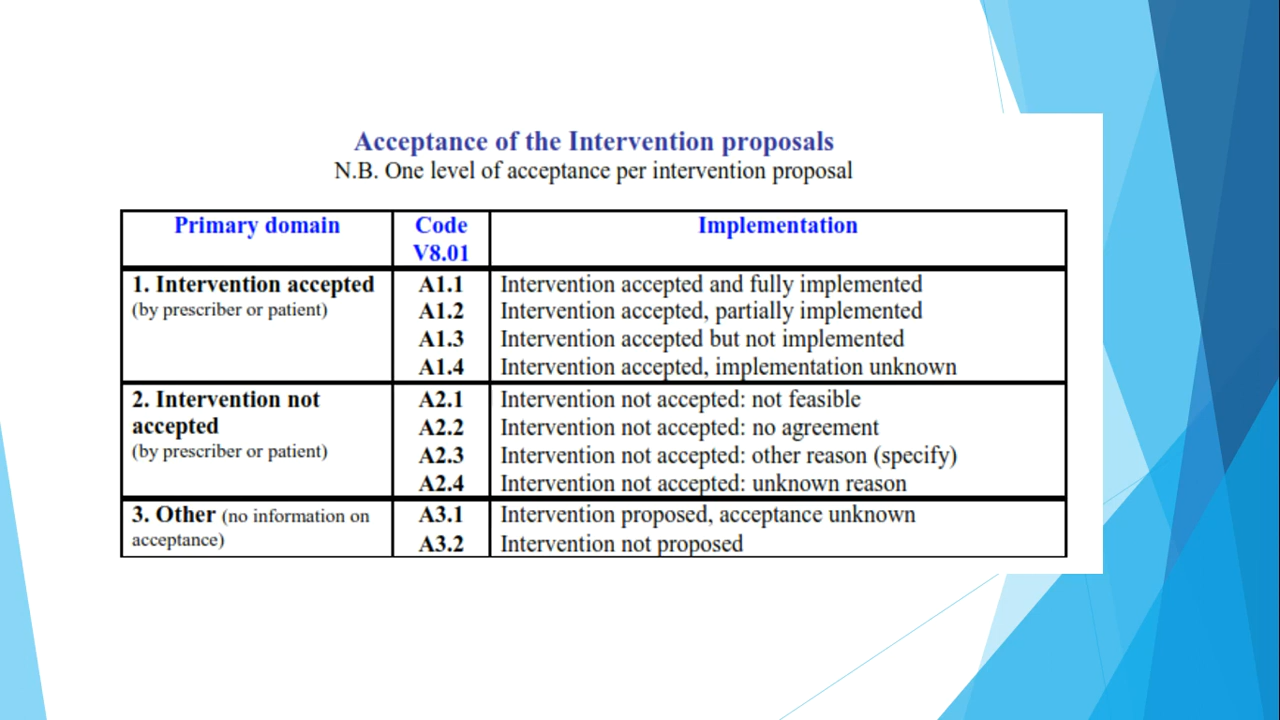 Acceptance of the Intervention proposals
N.B. One level of acceptance per intervention proposal
Primary domain Code Implementation
V8.01
1. Intervention accepted A1.1 Intervention accepted and fully implemented
(by prescriber or patient) A1.2 Intervention accepted, partially implemented
A1.3 Intervention accepted but not implemented
A1.4 Intervention accepted, implementation unknown
2. Intervention not A2.1 Intervention not accepted: not feasible
accepted A2.2 Intervention not accepted: no agreement
(by prescriber or patient) A2.3 Intervention not accepted: other reason (specify)
A2.4 Intervention not accepted: unknown reason
3. Other (no information on A3.1 Intervention proposed, acceptance unknown
acceptance) A3.2 Intervention not proposed